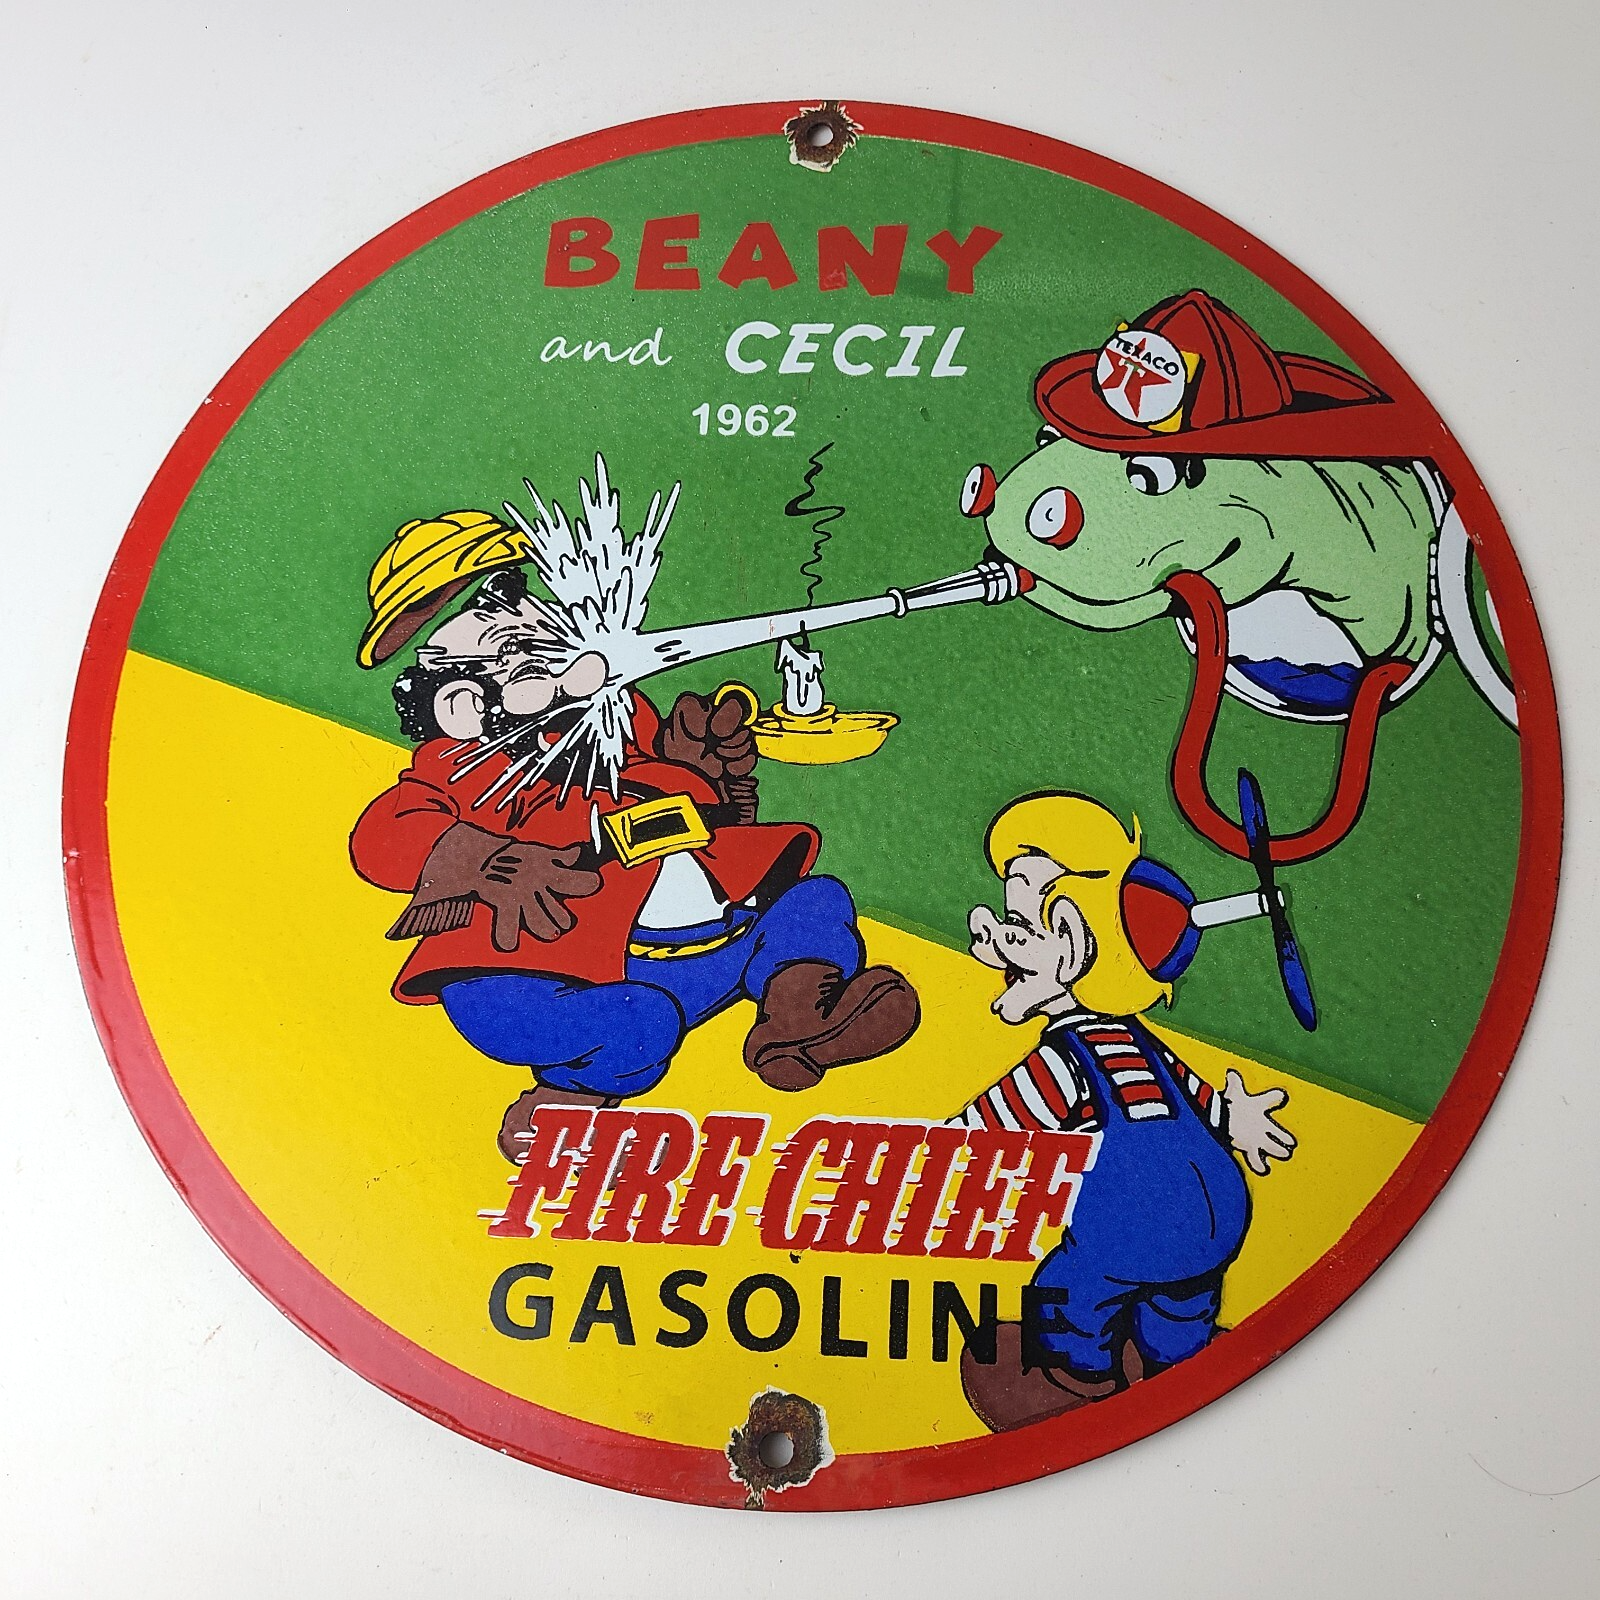 BEANY
and CECIL
1962
TEXACO
T
FIRE CHIEF
GASOLINE